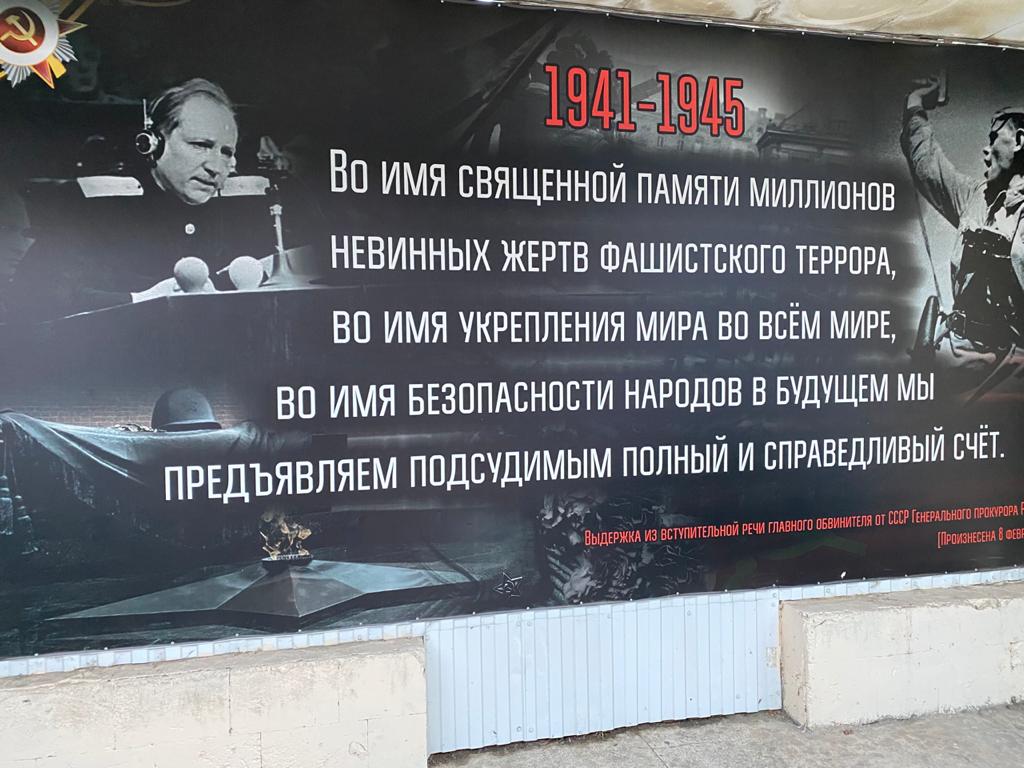 1941-1945
Во имя священной памяти миллионов
невинных жертв фашистского террора,
во имя укрепления мира во всём мире,
во имя безопасности народов в будущем мы
предъявляем подсудимым полный и справедливый счёт.
Выдержка из вступительной речи главного обвинителя от СССР Генерального прокурора
(Произнесена 8